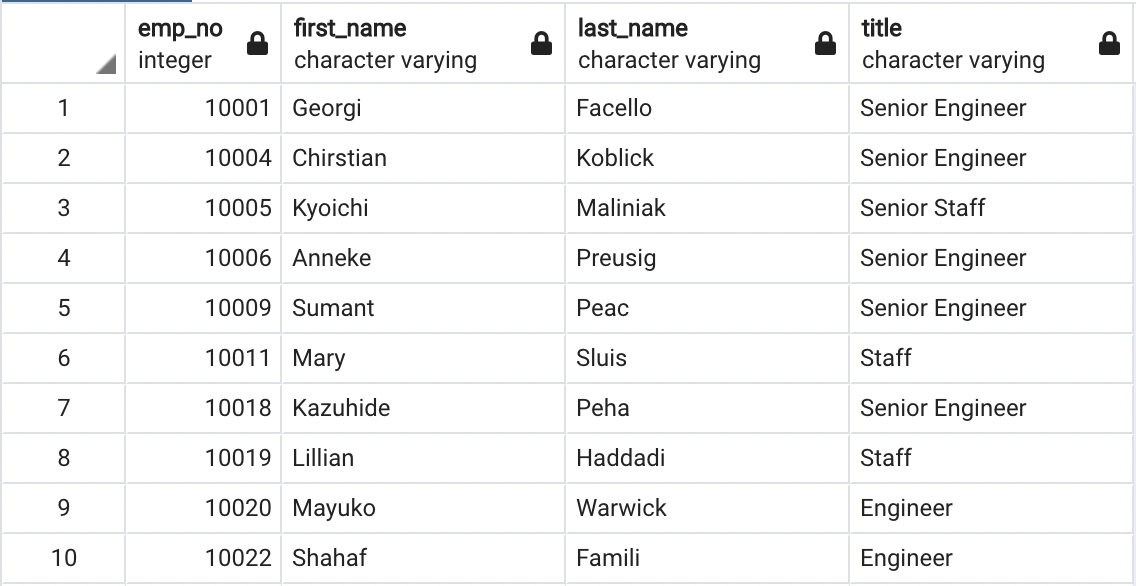 emp_no first_name last_name title
integer character varying character varying character varying
1 10001 Georgi Facello Senior Engineer
2 10004 Chirstian Koblick Senior Engineer
3 10005 Kyoichi Maliniak Senior Staff
4 10006 Anneke Preusig Senior Engineer
5 10009 Sumant Peac Senior Engineer
6 10011 Mary Sluis Staff
7 10018 Kazuhide Peha Senior Engineer
8 10019 Lillian Haddadi Staff
9 10020 Mayuko Warwick Engineer
10 10022 Shahaf Famili Engineer